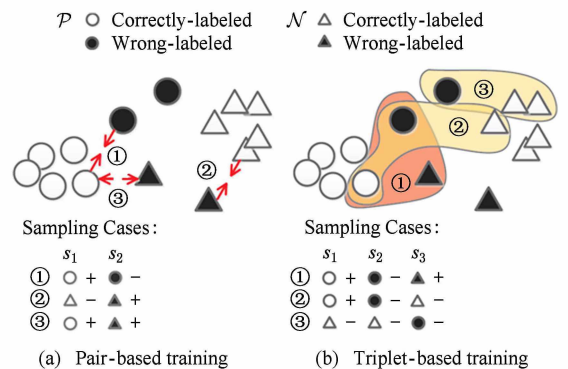 𝒫 ○ Correctly-labeled 𝒩 △ Correctly-labeled
● Wrong-labeled ▲ Wrong-labeled
③
②
① ②
③ ①
Sampling Cases: Sampling Cases:
s₁ s₂ s₁ s₂ s₃
① ○ + ● − ① ○ + ● − ▲ +
② △ − ▲ + ② ○ + ● − △ −
③ ○ + ▲ + ③ △ − △ − ● −
(a) Pair-based training (b) Triplet-based training